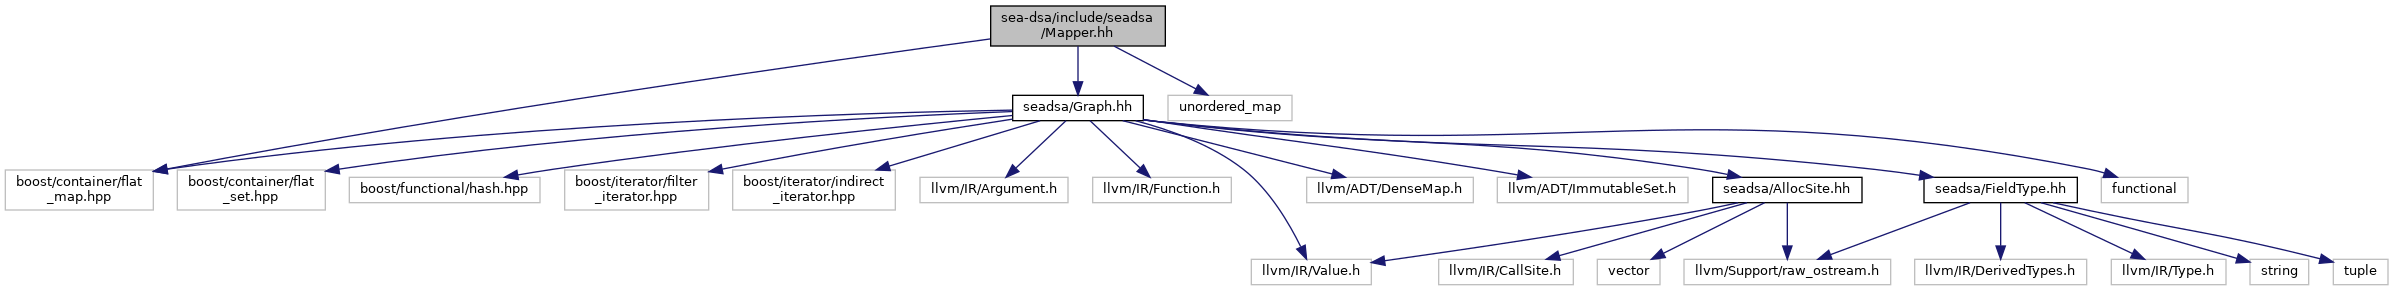 sea-dsa/include/seadsa
/Mapper.hh
seadsa/Graph.hh
unordered_map
boost/container/flat
_map.hpp
boost/container/flat
_set.hpp
boost/functional/hash.hpp
boost/iterator/filter
_iterator.hpp
boost/iterator/indirect
_iterator.hpp
llvm/IR/Argument.h
llvm/IR/Function.h
llvm/ADT/DenseMap.h
llvm/ADT/ImmutableSet.h
seadsa/AllocSite.hh
seadsa/FieldType.hh
functional
llvm/IR/Value.h
llvm/IR/CallSite.h
vector
llvm/Support/raw_ostream.h
llvm/IR/DerivedTypes.h
llvm/IR/Type.h
string
tuple